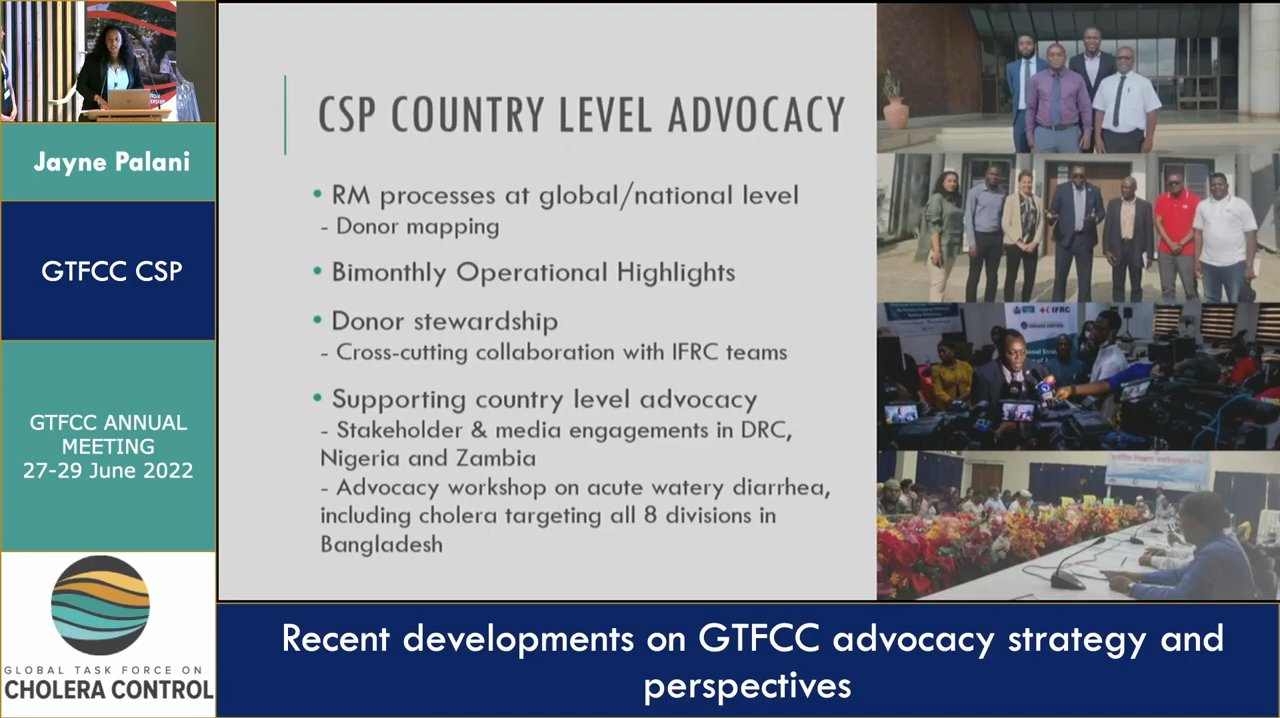 Jayne Palani
GTFCC CSP
GTFCC ANNUAL
MEETING
27-29 June 2022
GLOBAL TASK FORCE ON
CHOLERA CONTROL
CSP COUNTRY LEVEL ADVOCACY
• RM processes at global/national level
- Donor mapping
• Bimonthly Operational Highlights
• Donor stewardship
- Cross-cutting collaboration with IFRC teams
• Supporting country level advocacy
- Stakeholder & media engagements in DRC,
Nigeria and Zambia
- Advocacy workshop on acute watery diarrhea,
including cholera targeting all 8 divisions in
Bangladesh
IFRC
CHOLERA CONTROL
Recent developments on GTFCC advocacy strategy and
perspectives